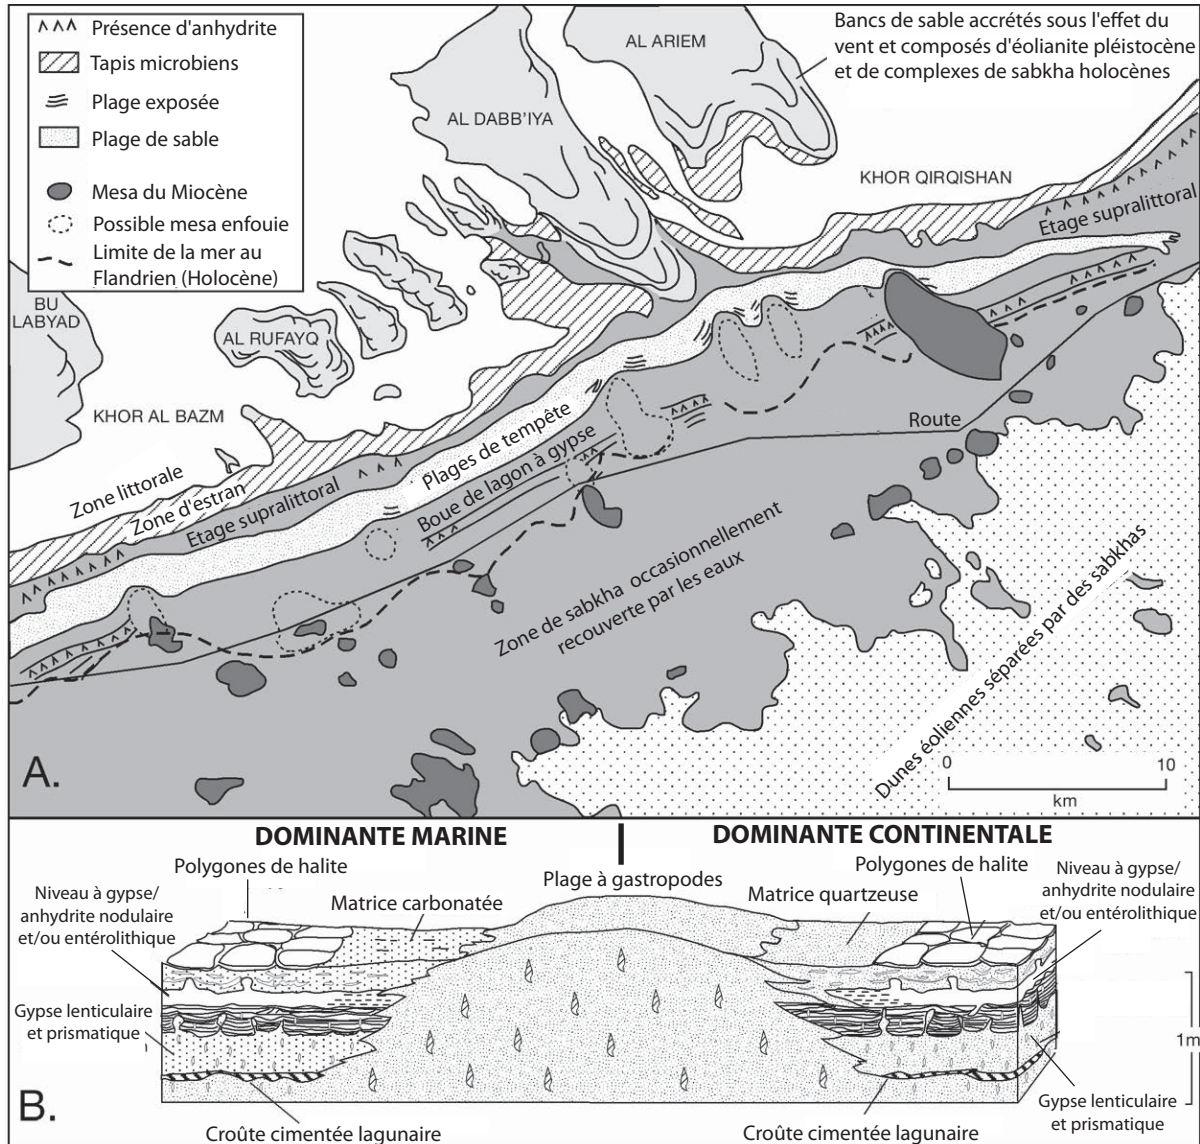 Présence d'anhydrite
Tapis microbiens
Plage exposée
Plage de sable
Mesa du Miocène
Possible mesa enfouie
Limite de la mer au
Flandrien (Holocène)
AL ARIEM
Bancs de sable accrétés sous l'effet du
vent et composés d'éolianite pléistocène
et de complexes de sabkha holocènes
AL DABB'IYA
KHOR QIRQISHAN
Etage supralittoral
BU
LABYAD
AL RUFAYQ
KHOR AL BAZM
Zone littorale
Zone d'estran
Etage supralittoral
Plages de tempête
Boue de lagon à gypse
Route
Zone de sabkha occasionnellement
recouverte par les eaux
Dunes éoliennes séparées par des sabkhas
0 10
km
A.
DOMINANTE MARINE
DOMINANTE CONTINENTALE
Polygones de halite
Niveau à gypse/
anhydrite nodulaire
et/ou entérolithique
Matrice carbonatée
Plage à gastropodes
Matrice quartzeuse
Polygones de halite
Niveau à gypse/
anhydrite nodulaire
et/ou entérolithique
Gypse lenticulaire
et prismatique
1m
Gypse lenticulaire
et prismatique
Croûte cimentée lagunaire
Croûte cimentée lagunaire
B.